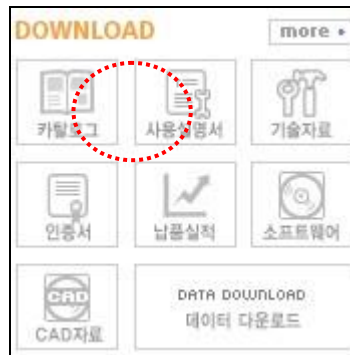 DOWNLOAD more
카탈로그 사용설명서 기술자료
인증서 납품실적 소프트웨어
CAD
CAD자료
DATA DOWNLOAD
데이터 다운로드